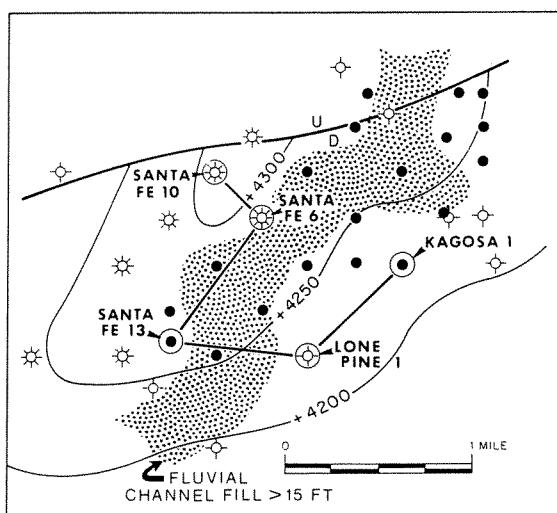 U
D
SANTA
FE 10
+4300
SANTA
FE 6
KAGOSA 1
+4250
SANTA
FE 13
LONE
PINE 1
+4200
0
1 MILE
FLUVIAL
CHANNEL FILL > 15 FT